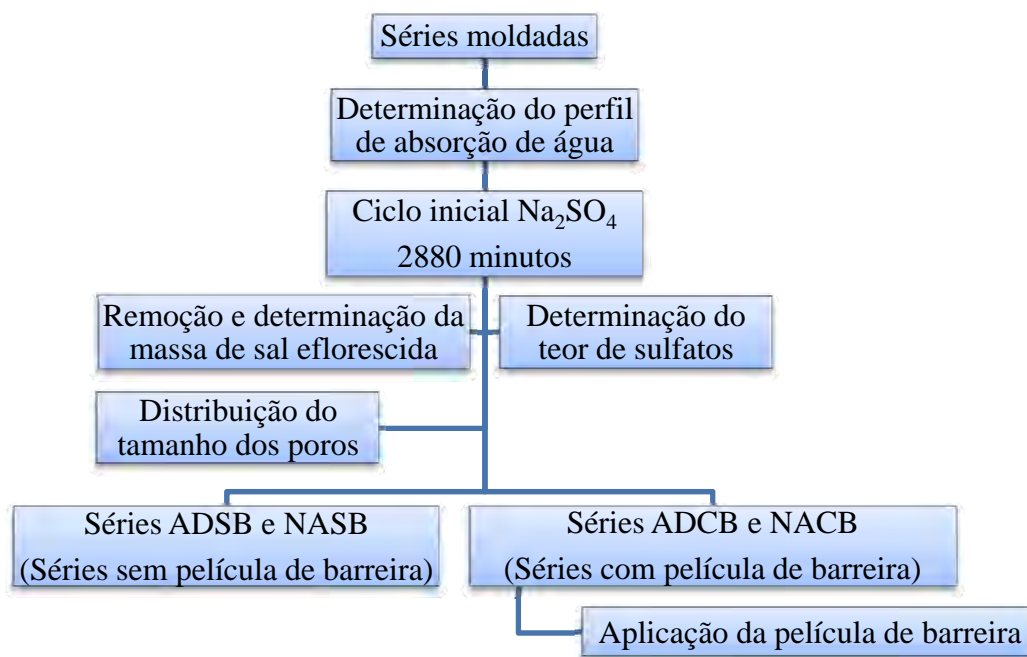 Séries moldadas
Determinação do perfil
de absorção de água
Ciclo inicial Na₂SO₄
2880 minutos
Remoção e determinação da
massa de sal eflorescida
Determinação do
teor de sulfatos
Distribuição do
tamanho dos poros
Séries ADSB e NASB
(Séries sem película de barreira)
Séries ADCB e NACB
(Séries com película de barreira)
Aplicação da película de barreira